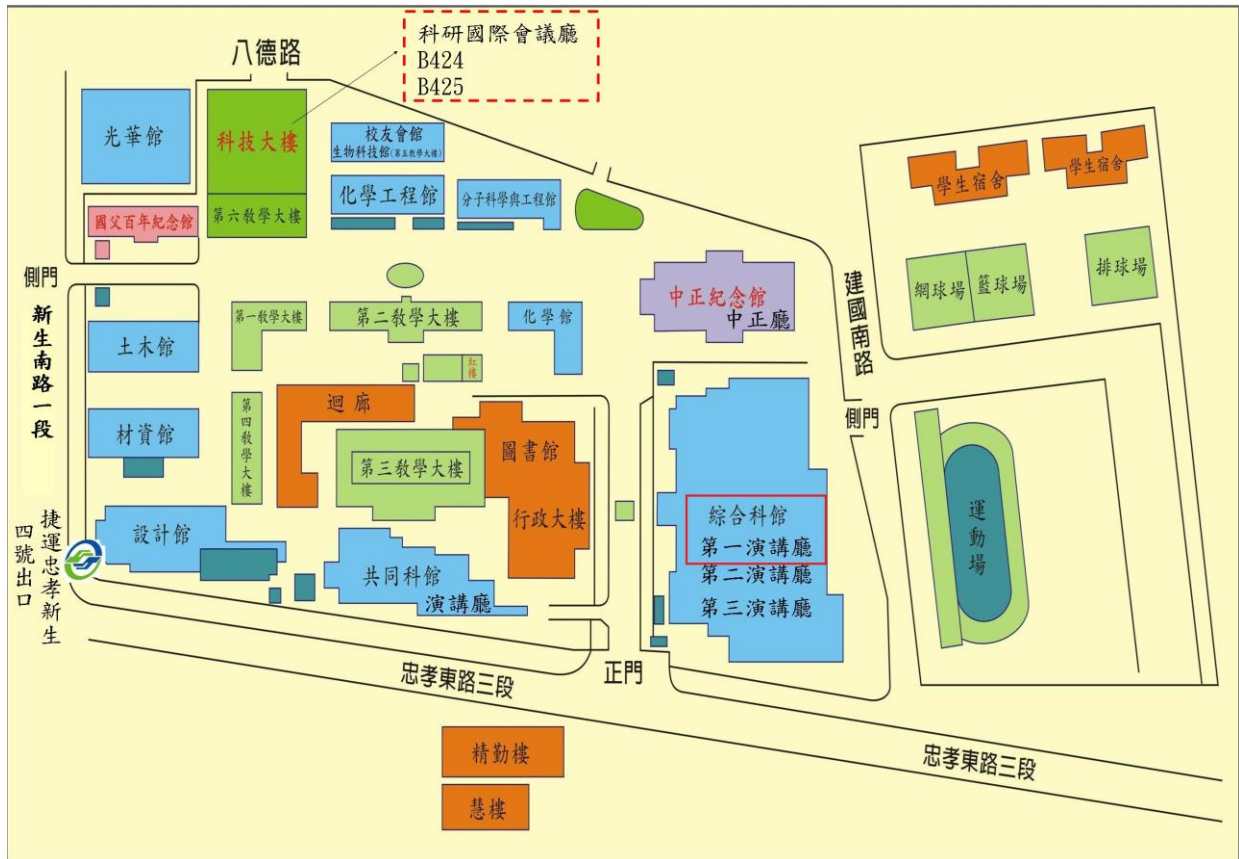 科研國際會議廳
B424
B425
八德路
光華館
科技大樓
校友會館
生物科技館(第五教學大樓)
化學工程館
分子科學與工程館
學生宿舍
學生宿舍
國父百年紀念館
第六教學大樓
側門
新生南路一段
土木館
第一教學大樓
第二教學大樓
化學館
紅樓
中正紀念館
中正廳
建國南路
網球場
籃球場
排球場
材資館
第四教學大樓
迴廊
圖書館
第三教學大樓
行政大樓
側門
綜合科館
第一演講廳
第二演講廳
第三演講廳
運動場
捷運忠孝新生
四號出口
設計館
共同科館
演講廳
忠孝東路三段
正門
忠孝東路三段
精勤樓
慧樓